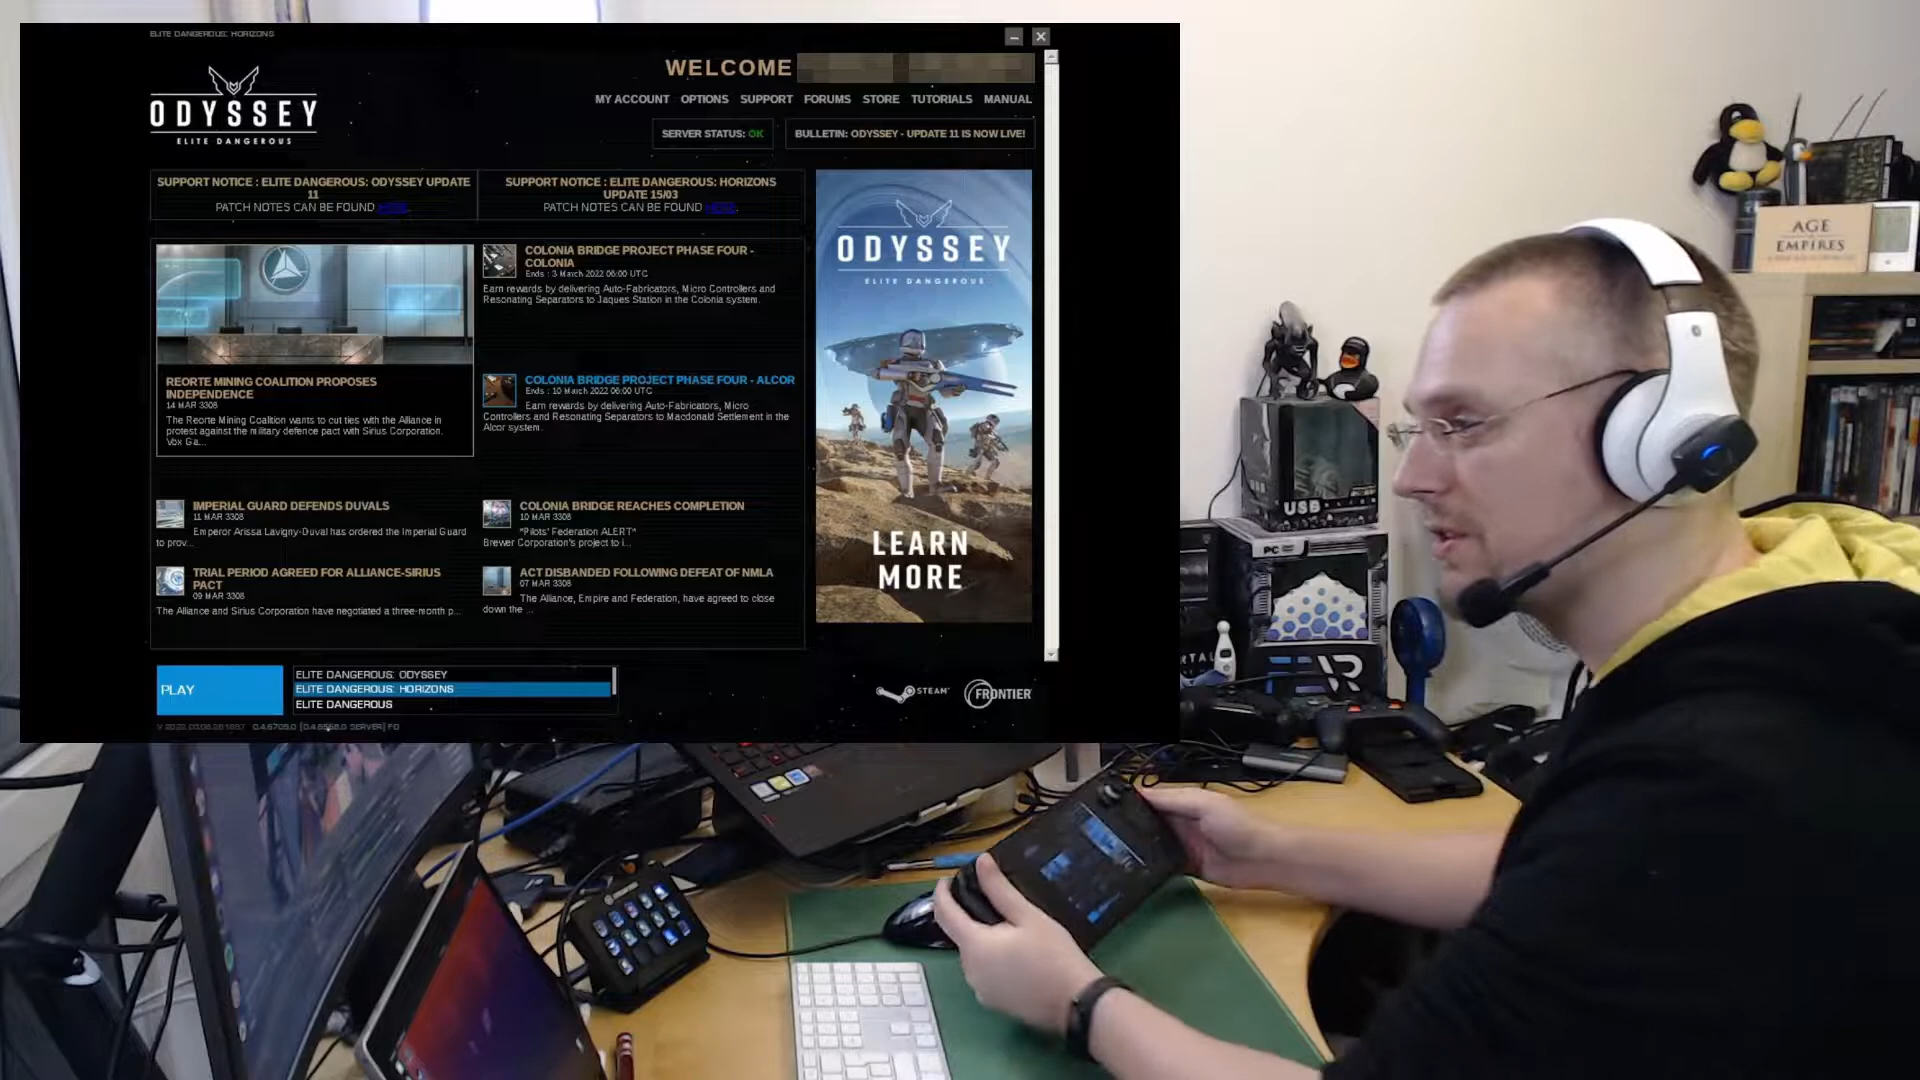 ELITE DANGEROUS: HORIZONS
WELCOME
ODYSSEY
ELITE DANGEROUS
MY ACCOUNT OPTIONS SUPPORT FORUMS STORE TUTORIALS MANUAL
SERVER STATUS: OK
BULLETIN: ODYSSEY - UPDATE 11 IS NOW LIVE!
SUPPORT NOTICE : ELITE DANGEROUS: ODYSSEY UPDATE
11
PATCH NOTES CAN BE FOUND HERE.
SUPPORT NOTICE : ELITE DANGEROUS: HORIZONS
UPDATE 15/03
PATCH NOTES CAN BE FOUND HERE.
REORTE MINING COALITION PROPOSES
INDEPENDENCE
14 MAR 3308
The Reorte Mining Coalition wants to cut ties with the Alliance in
protest against the military defence pact with Sirius Corporation.
Vox Ga...
COLONIA BRIDGE PROJECT PHASE FOUR -
COLONIA
Ends : 3 March 2022 06:00 UTC
Earn rewards by delivering Auto-Fabricators, Micro Controllers and
Resonating Separators to Jaques Station in the Colonia system.
COLONIA BRIDGE PROJECT PHASE FOUR - ALCOR
Ends : 10 March 2022 06:00 UTC
Earn rewards by delivering Auto-Fabricators, Micro
Controllers and Resonating Separators to Macdonald Settlement in the
Alcor system.
IMPERIAL GUARD DEFENDS DUVALS
11 MAR 3308
Emperor Arissa Lavigny-Duval has ordered the Imperial Guard
to prov...
COLONIA BRIDGE REACHES COMPLETION
10 MAR 3308
*Pilots' Federation ALERT*
Brewer Corporation's project to i...
TRIAL PERIOD AGREED FOR ALLIANCE-SIRIUS
PACT
09 MAR 3308
The Alliance and Sirius Corporation have negotiated a three-month p...
ACT DISBANDED FOLLOWING DEFEAT OF NMLA
07 MAR 3308
The Alliance, Empire and Federation, have agreed to close
down the ...
ODYSSEY
ELITE DANGEROUS
LEARN
MORE
PLAY
ELITE DANGEROUS: ODYSSEY
ELITE DANGEROUS: HORIZONS
ELITE DANGEROUS
STEAM
FRONTIER
AGE
EMPIRES
USB
PC